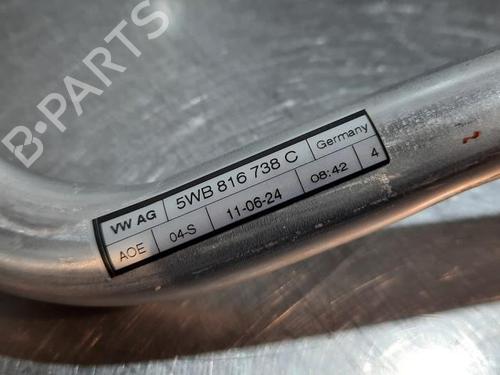 B-PARTS
VW AG 5WB 816 738 C Germany
AOE 04-S 11-06-24 08:42 4